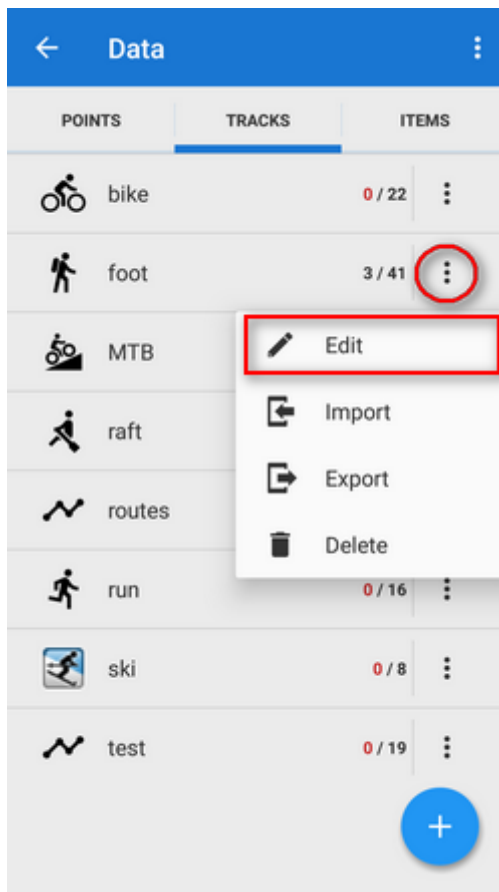 Data
POINTS TRACKS ITEMS
bike 0 / 22
foot 3 / 41
MTB Edit
Import
raft
Export
routes
Delete
run 0 / 16
ski 0 / 8
test 0 / 19